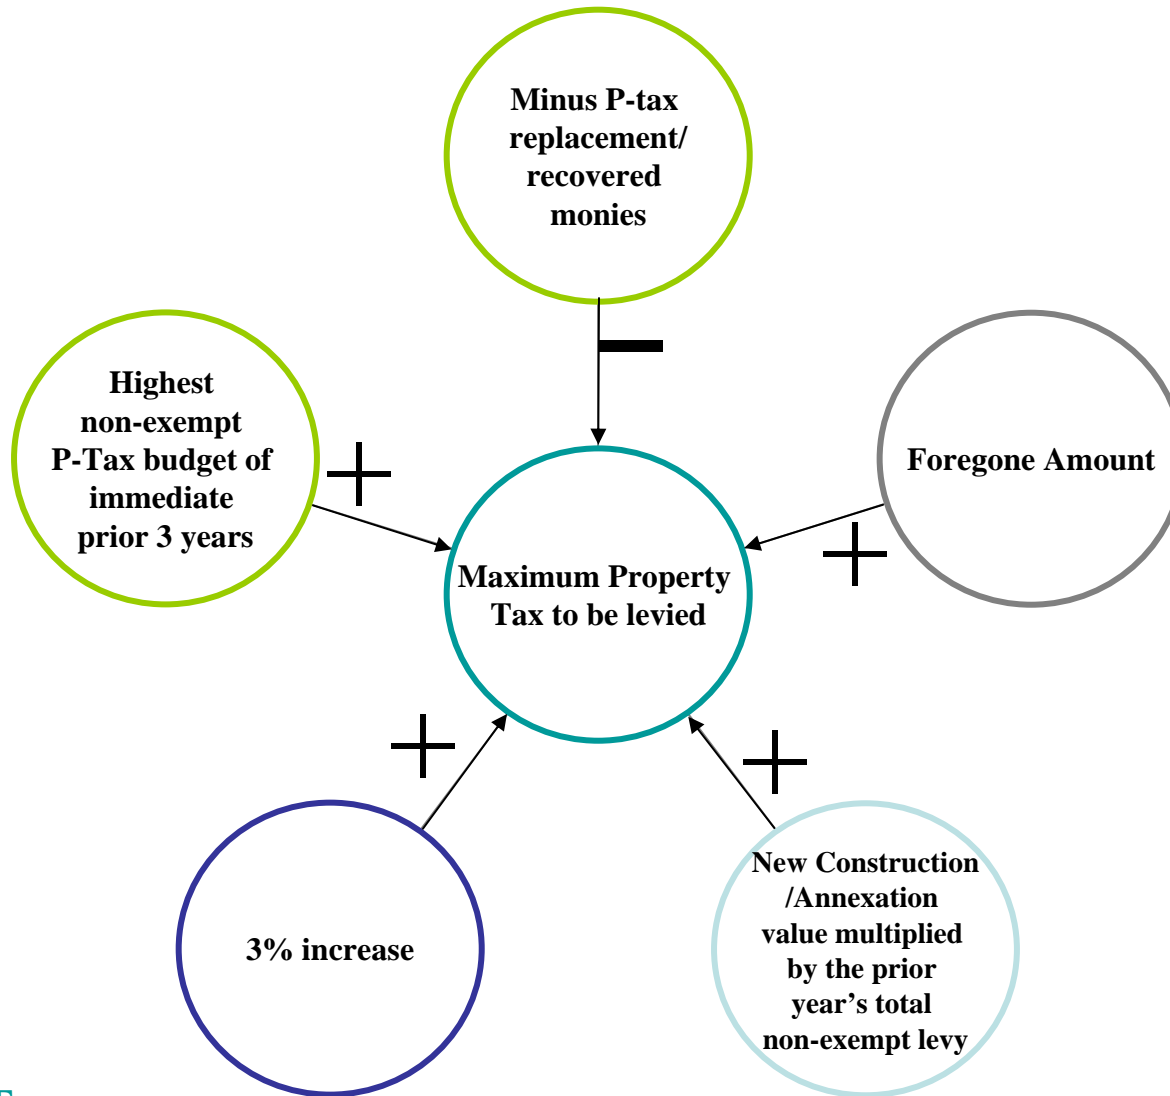 Minus P-tax
replacement/
recovered
monies
Highest
non-exempt
P-Tax budget of
immediate
prior 3 years
Foregone Amount
Maximum Property
Tax to be levied
3% increase
New Construction
/Annexation
value multiplied
by the prior
year’s total
non-exempt levy